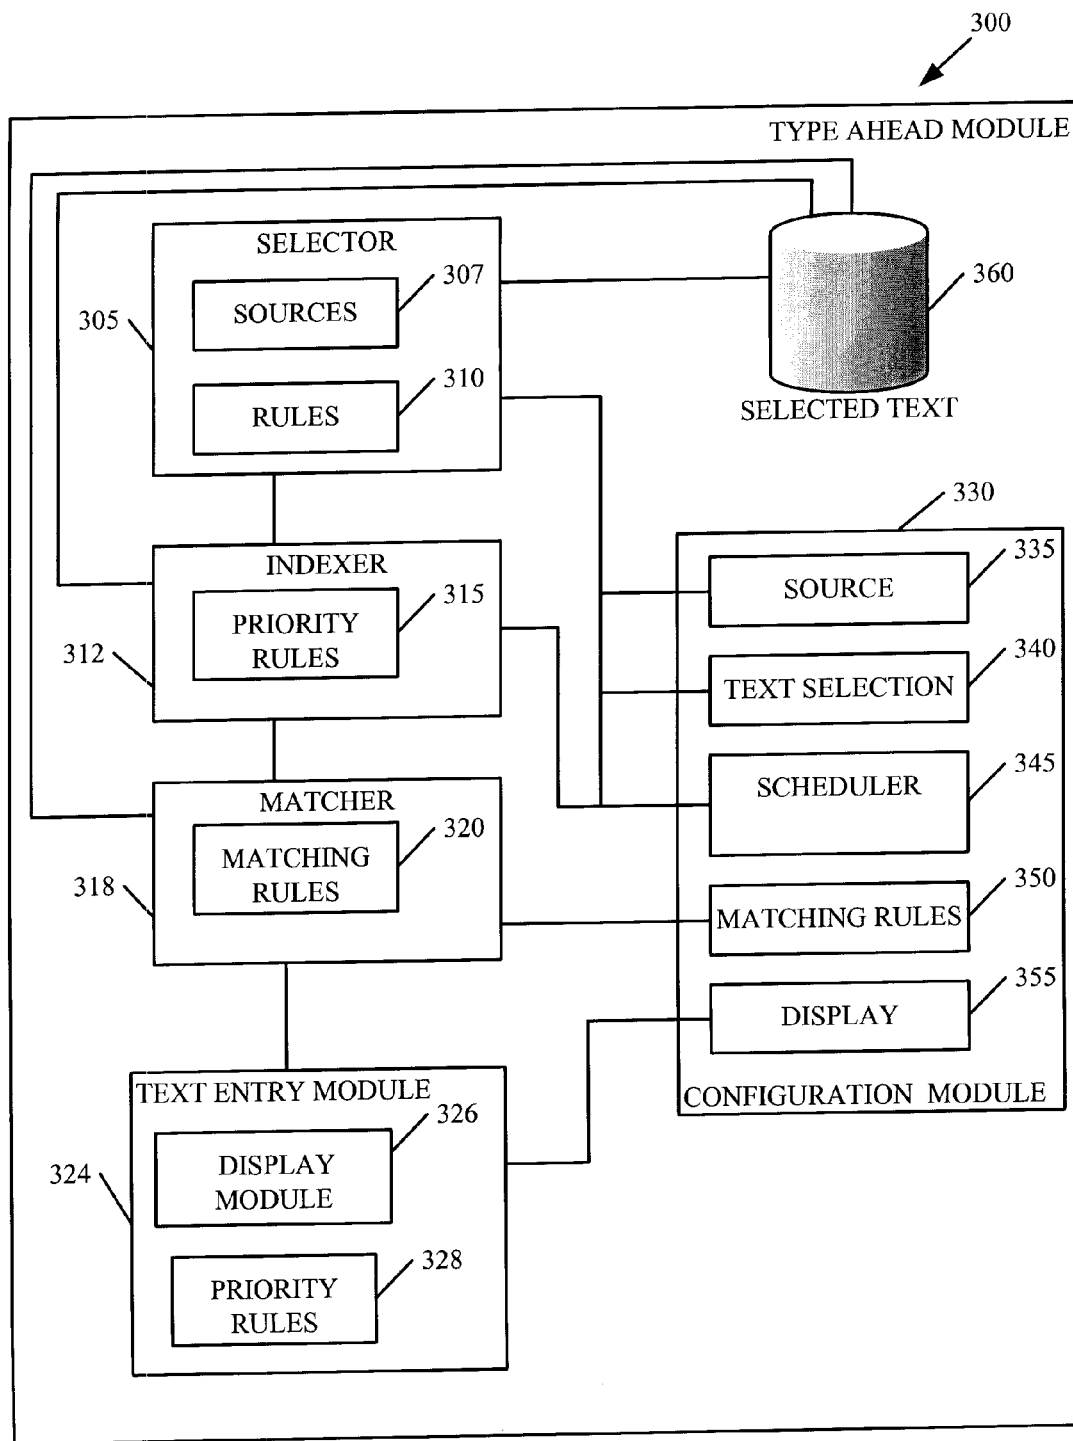 300
TYPE AHEAD MODULE
SELECTOR
307
SOURCES
305
310
RULES
360
SELECTED TEXT
330
INDEXER
315
PRIORITY
RULES
312
335
SOURCE
340
TEXT SELECTION
345
SCHEDULER
MATCHER
320
MATCHING
RULES
318
350
MATCHING RULES
355
DISPLAY
CONFIGURATION MODULE
TEXT ENTRY MODULE
326
DISPLAY
MODULE
324
328
PRIORITY
RULES